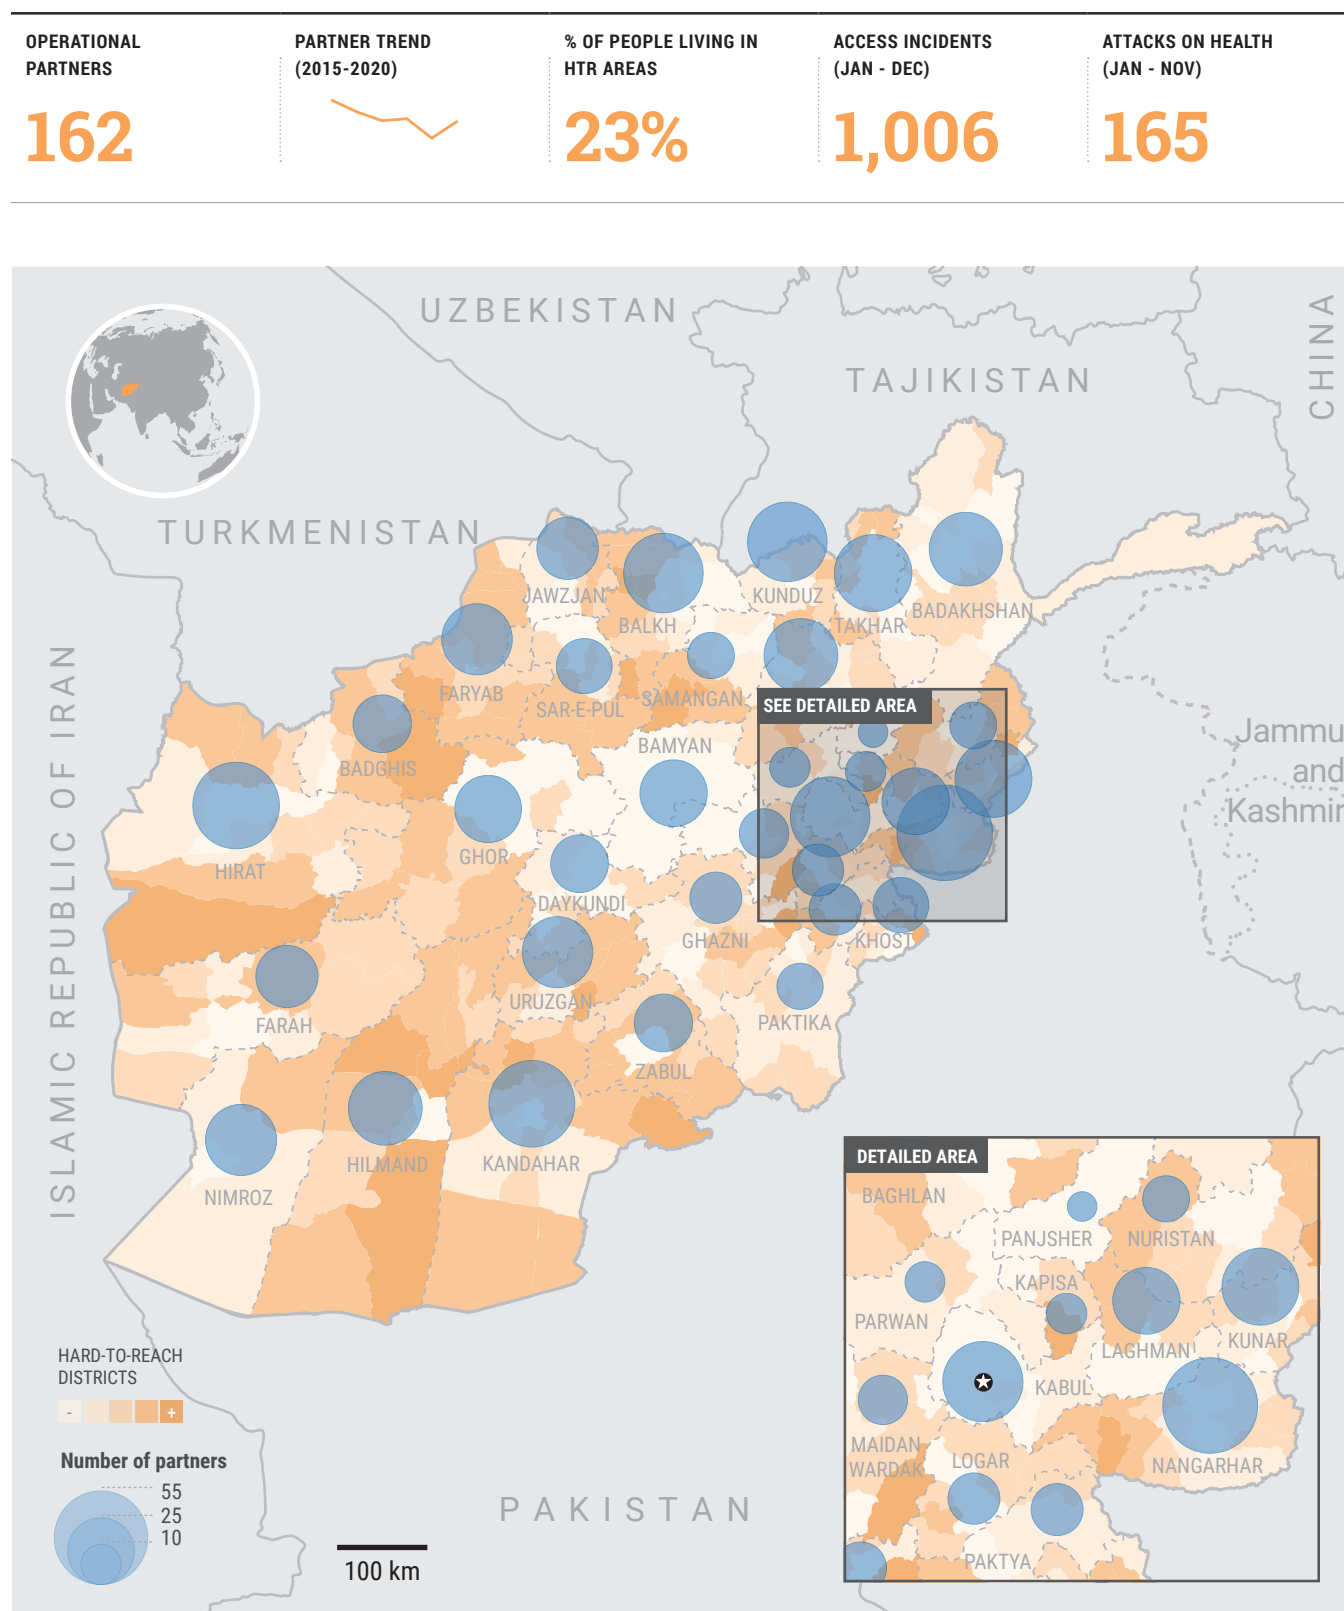 OPERATIONAL
PARTNERS
162
PARTNER TREND
(2015-2020)
% OF PEOPLE LIVING IN
HTR AREAS
23%
ACCESS INCIDENTS
(JAN - DEC)
1,006
ATTACKS ON HEALTH
(JAN - NOV)
165
UZBEKISTAN
TAJIKISTAN
CHINA
TURKMENISTAN
ISLAMIC REPUBLIC OF IRAN
JAWZJAN
BALKH
KUNDUZ
TAKHAR
BADAKHSHAN
FARYAB
SAR-E-PUL
SAMANGAN
SEE DETAILED AREA
BADGHIS
BAMYAN
Jammu
and
Kashmir
HIRAT
GHOR
DAYKUNDI
GHAZNI
KHOST
URUZGAN
FARAH
PAKTIKA
ZABUL
HILMAND
KANDAHAR
NIMROZ
PAKISTAN
DETAILED AREA
BAGHLAN
PANJSHER
NURISTAN
KAPISA
PARWAN
LAGHMAN
KUNAR
KABUL
MAIDAN
WARDAK
LOGAR
NANGARHAR
PAKTYA
HARD-TO-REACH
DISTRICTS
- +
Number of partners
55
25
10
100 km